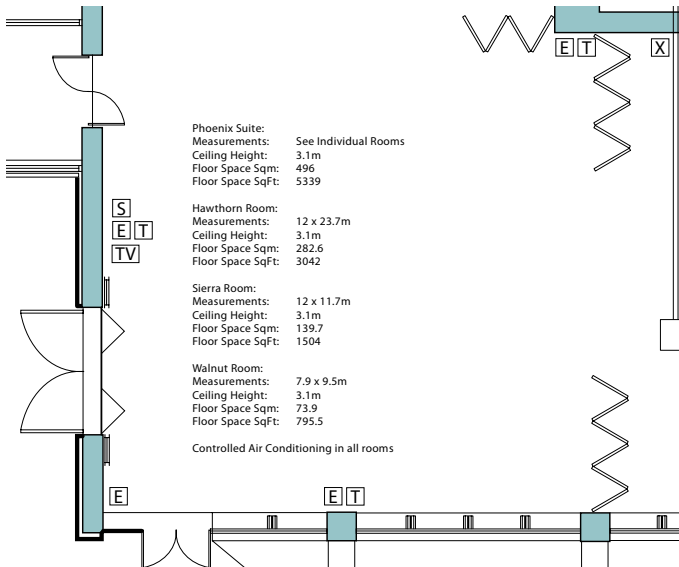 E T X
Phoenix Suite:
Measurements: See Individual Rooms
Ceiling Height: 3.1m
Floor Space Sqm: 496
Floor Space SqFt: 5339
Hawthorn Room:
Measurements: 12 x 23.7m
Ceiling Height: 3.1m
Floor Space Sqm: 282.6
Floor Space SqFt: 3042
Sierra Room:
Measurements: 12 x 11.7m
Ceiling Height: 3.1m
Floor Space Sqm: 139.7
Floor Space SqFt: 1504
Walnut Room:
Measurements: 7.9 x 9.5m
Ceiling Height: 3.1m
Floor Space Sqm: 73.9
Floor Space SqFt: 795.5
Controlled Air Conditioning in all rooms
S
E T
TV
E
E T